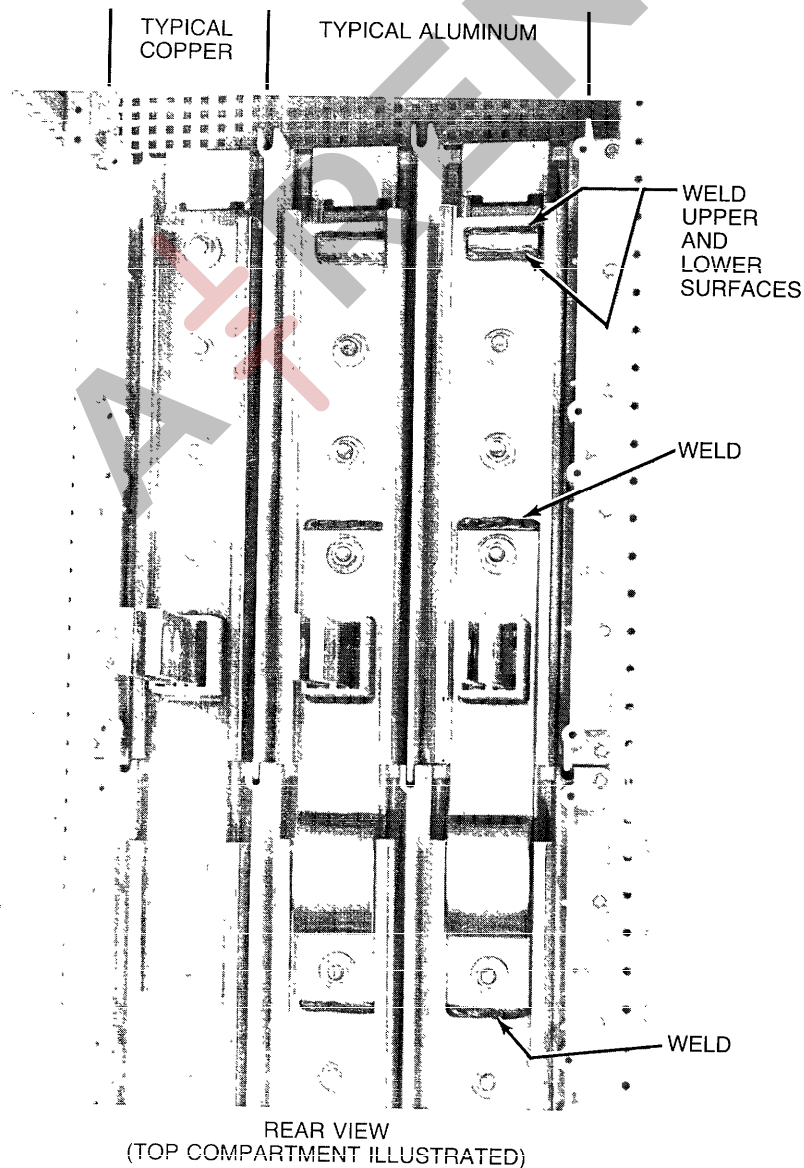 TYPICAL
COPPER
TYPICAL ALUMINUM
WELD
UPPER
AND
LOWER
SURFACES
WELD
WELD
REAR VIEW
(TOP COMPARTMENT ILLUSTRATED)